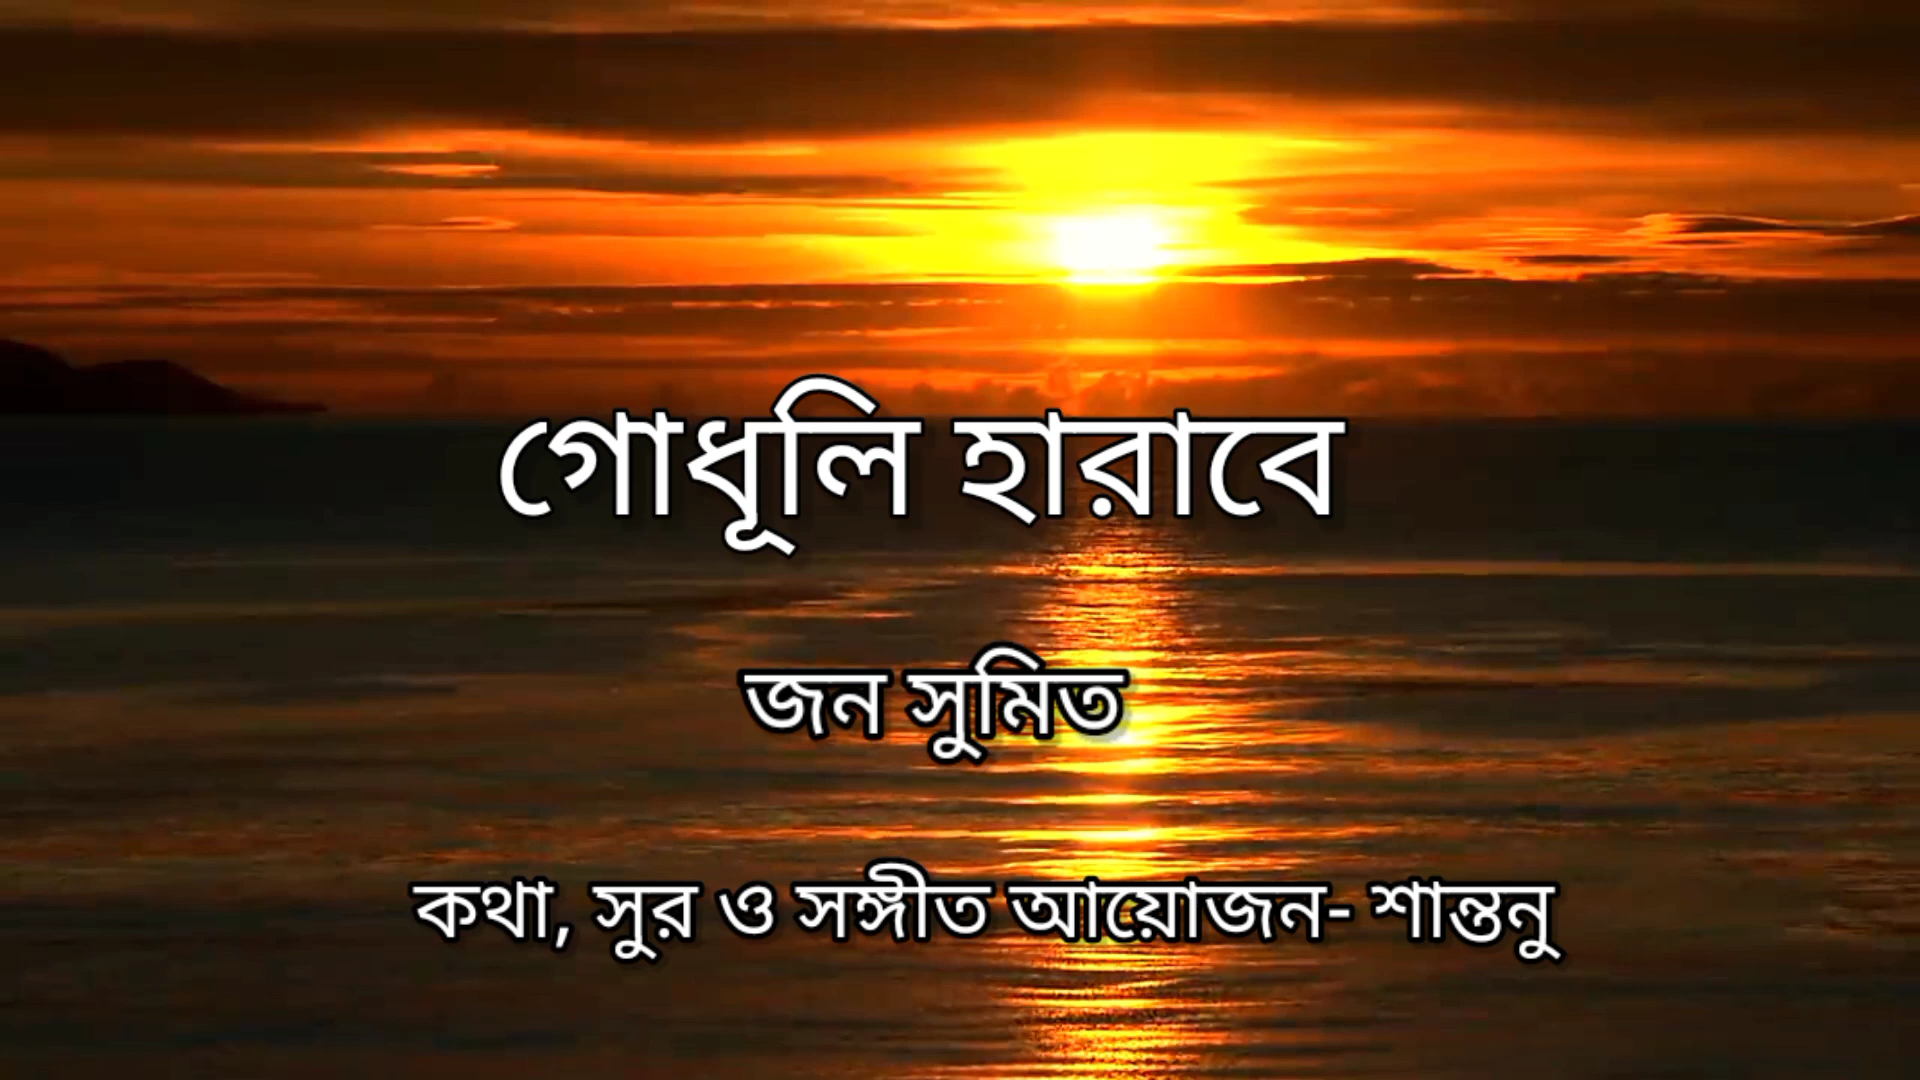 গোধূলি হারাবে
জন সুমিত
কথা, সুর ও সঙ্গীত আয়োজন- শান্তনু